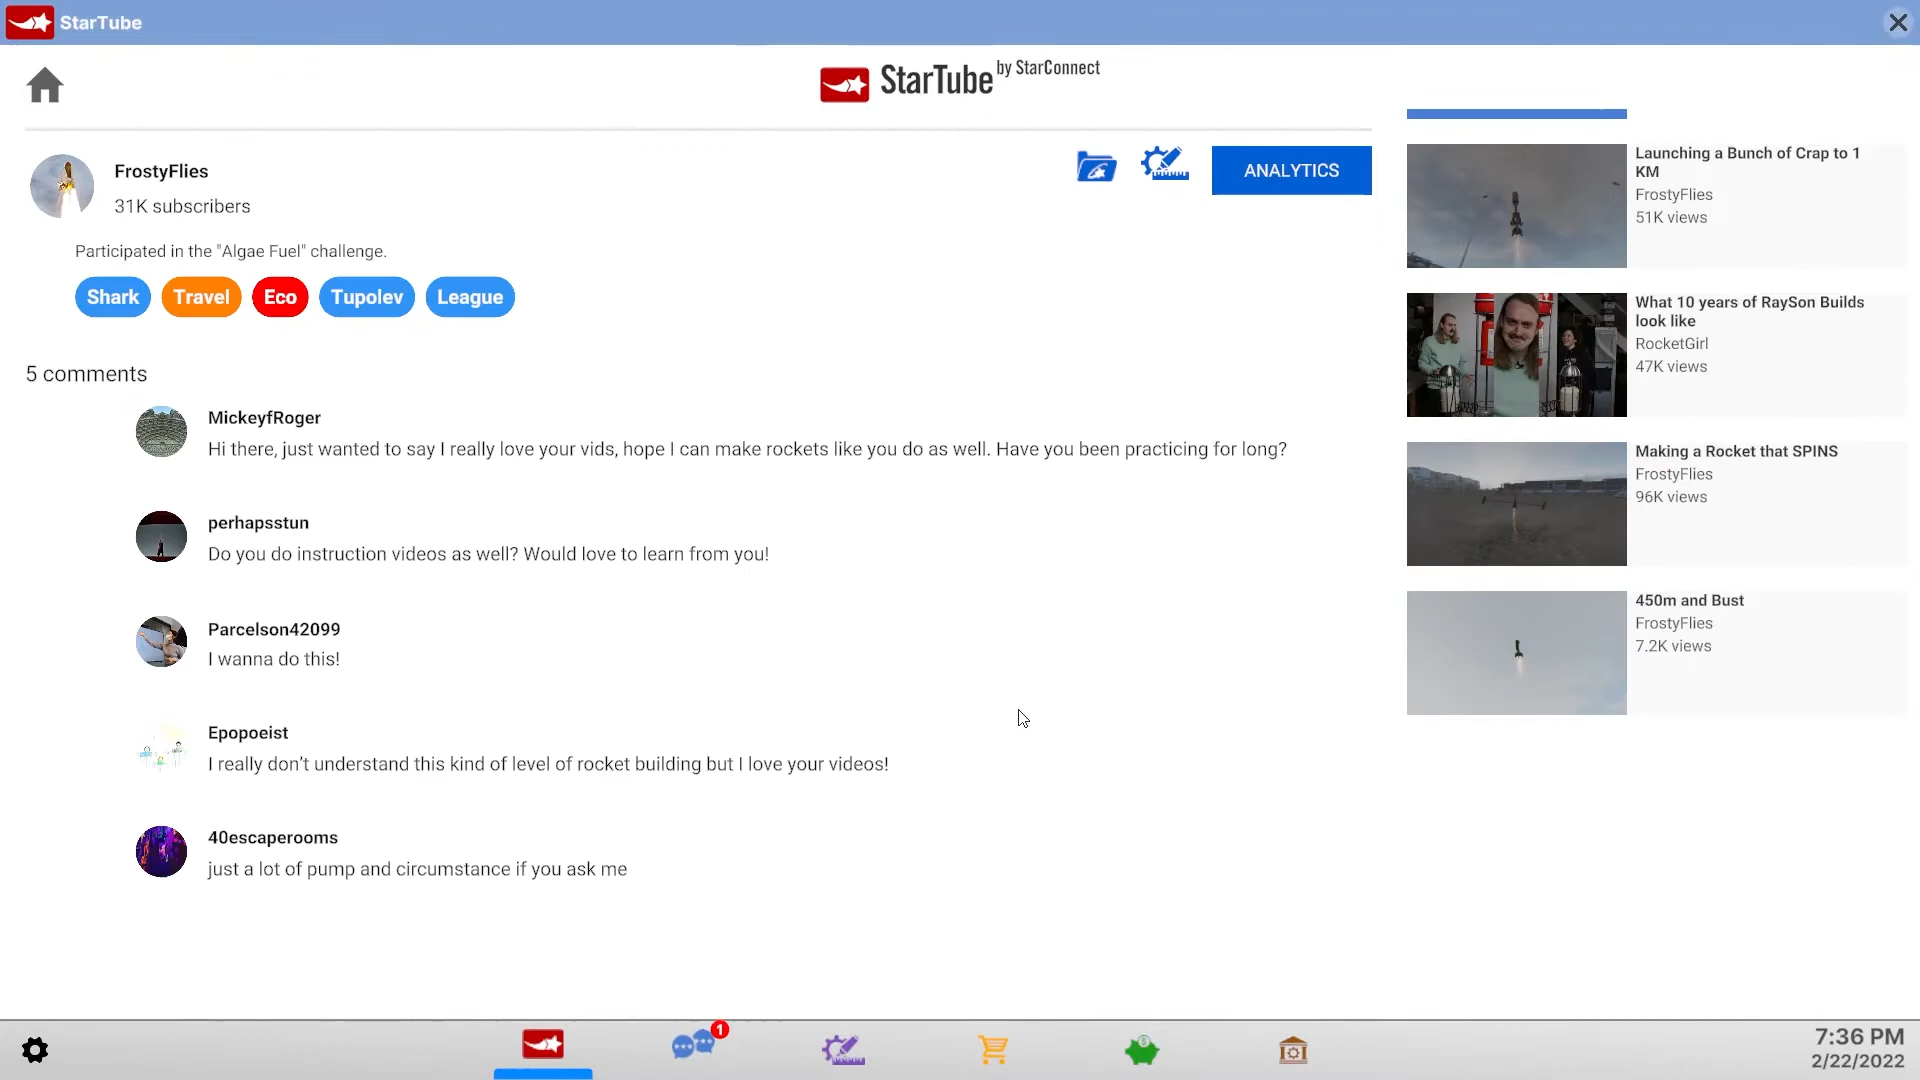 StarTube
StarTube by StarConnect
FrostyFlies
31K subscribers
ANALYTICS
Participated in the "Algae Fuel" challenge.
Shark Travel Eco Tupolev League
5 comments
MickeyfRoger
Hi there, just wanted to say I really love your vids, hope I can make rockets like you do as well. Have you been practicing for long?
perhapsstun
Do you do instruction videos as well? Would love to learn from you!
Parcelson42099
I wanna do this!
Epopoeist
I really don’t understand this kind of level of rocket building but I love your videos!
40escaperooms
just a lot of pump and circumstance if you ask me
Launching a Bunch of Crap to 1
KM
FrostyFlies
51K views
What 10 years of RaySon Builds
look like
RocketGirl
47K views
Making a Rocket that SPINS
FrostyFlies
96K views
450m and Bust
FrostyFlies
7.2K views
1
7:36 PM
2/22/2022